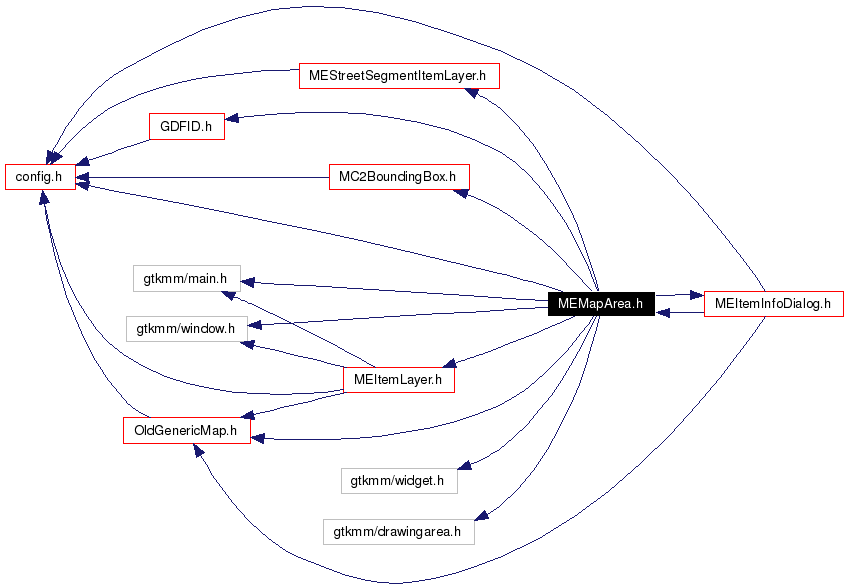 MEStreetSegmentItemLayer.h
GDFID.h
config.h
MC2BoundingBox.h
gtkmm/main.h
MEMapArea.h
MEItemInfoDialog.h
gtkmm/window.h
MEItemLayer.h
OldGenericMap.h
gtkmm/widget.h
gtkmm/drawingarea.h